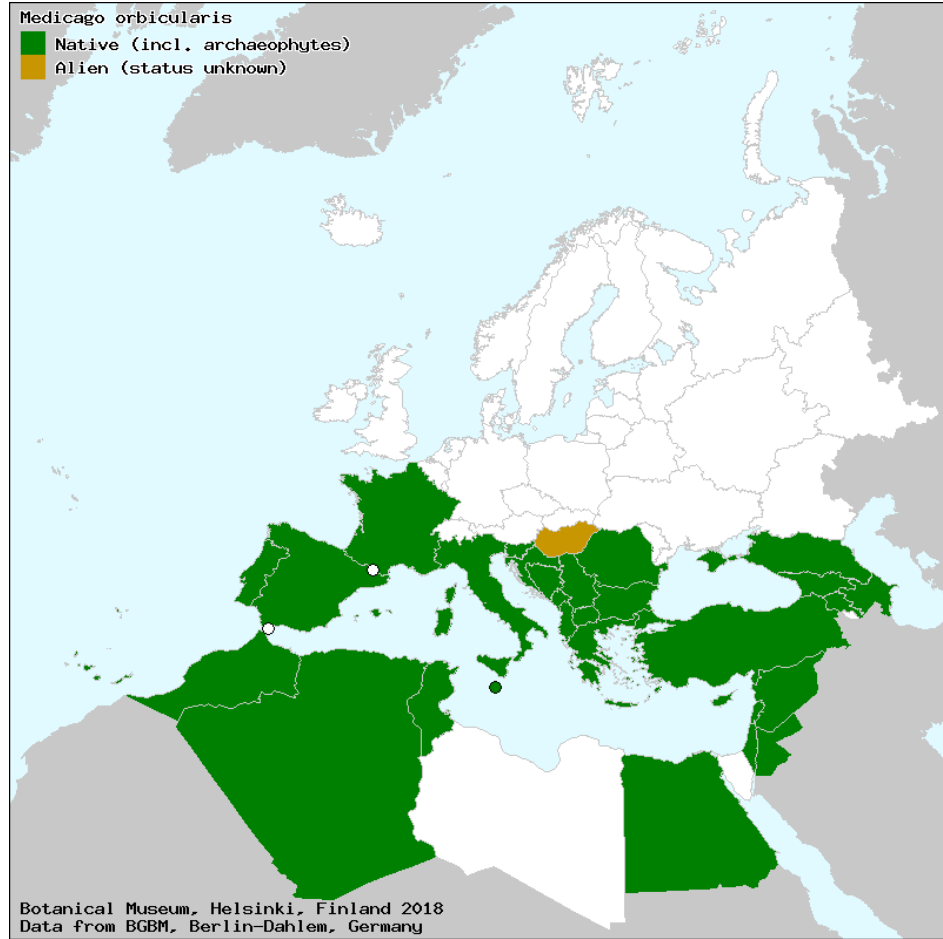 Medicago orbicularis
Native (incl. archaeophytes)
Alien (status unknown)
Botanical Museum, Helsinki, Finland 2018
Data from BGBM, Berlin-Dahlem, Germany